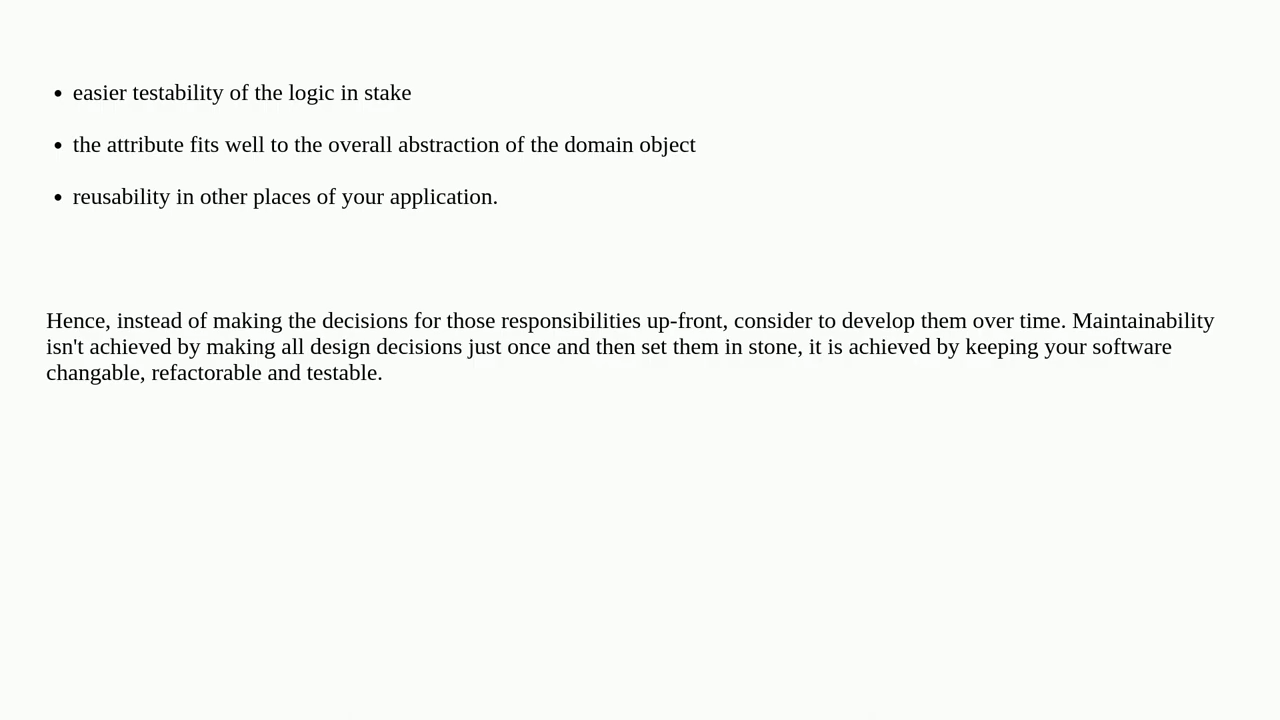 • easier testability of the logic in stake
• the attribute fits well to the overall abstraction of the domain object
• reusability in other places of your application.
Hence, instead of making the decisions for those responsibilities up-front, consider to develop them over time. Maintainability
isn't achieved by making all design decisions just once and then set them in stone, it is achieved by keeping your software
changable, refactorable and testable.